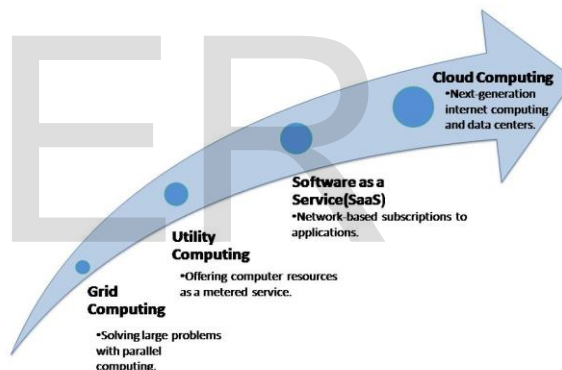 ER
Cloud Computing
•Next-generation
internet computing
and data centers.
Software as a
Service(SaaS)
•Network-based subscriptions to
applications.
Utility
Computing
•Offering computer resources
as a metered service.
Grid
Computing
•Solving large problems
with parallel
computing.